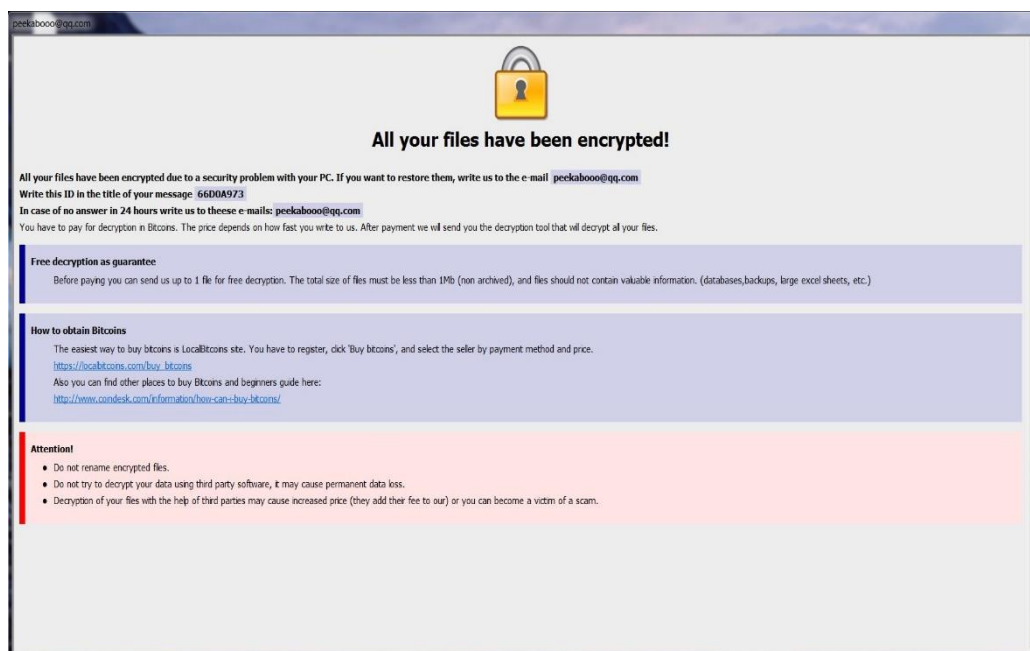 peekabooo@qq.com
All your files have been encrypted!
All your files have been encrypted due to a security problem with your PC. If you want to restore them, write us to the e-mail peekabooo@qq.com
Write this ID in the title of your message 66D0A973
In case of no answer in 24 hours write us to theese e-mails: peekabooo@qq.com
You have to pay for decryption in Bitcoins. The price depends on how fast you write to us. After payment we will send you the decryption tool that will decrypt all your files.
Free decryption as guarantee
Before paying you can send us up to 1 file for free decryption. The total size of files must be less than 1Mb (non archived), and files should not contain valuable information. (databases,backups, large excel sheets, etc.)
How to obtain Bitcoins
The easiest way to buy bitcoins is LocalBitcoins site. You have to register, click 'Buy bitcoins', and select the seller by payment method and price.
https://localbitcoins.com/buy_bitcoins
Also you can find other places to buy Bitcoins and beginners guide here:
http://www.coindesk.com/information/how-can-i-buy-bitcoins/
Attention!
• Do not rename encrypted files.
• Do not try to decrypt your data using third party software, it may cause permanent data loss.
• Decryption of your files with the help of third parties may cause increased price (they add their fee to our) or you can become a victim of a scam.